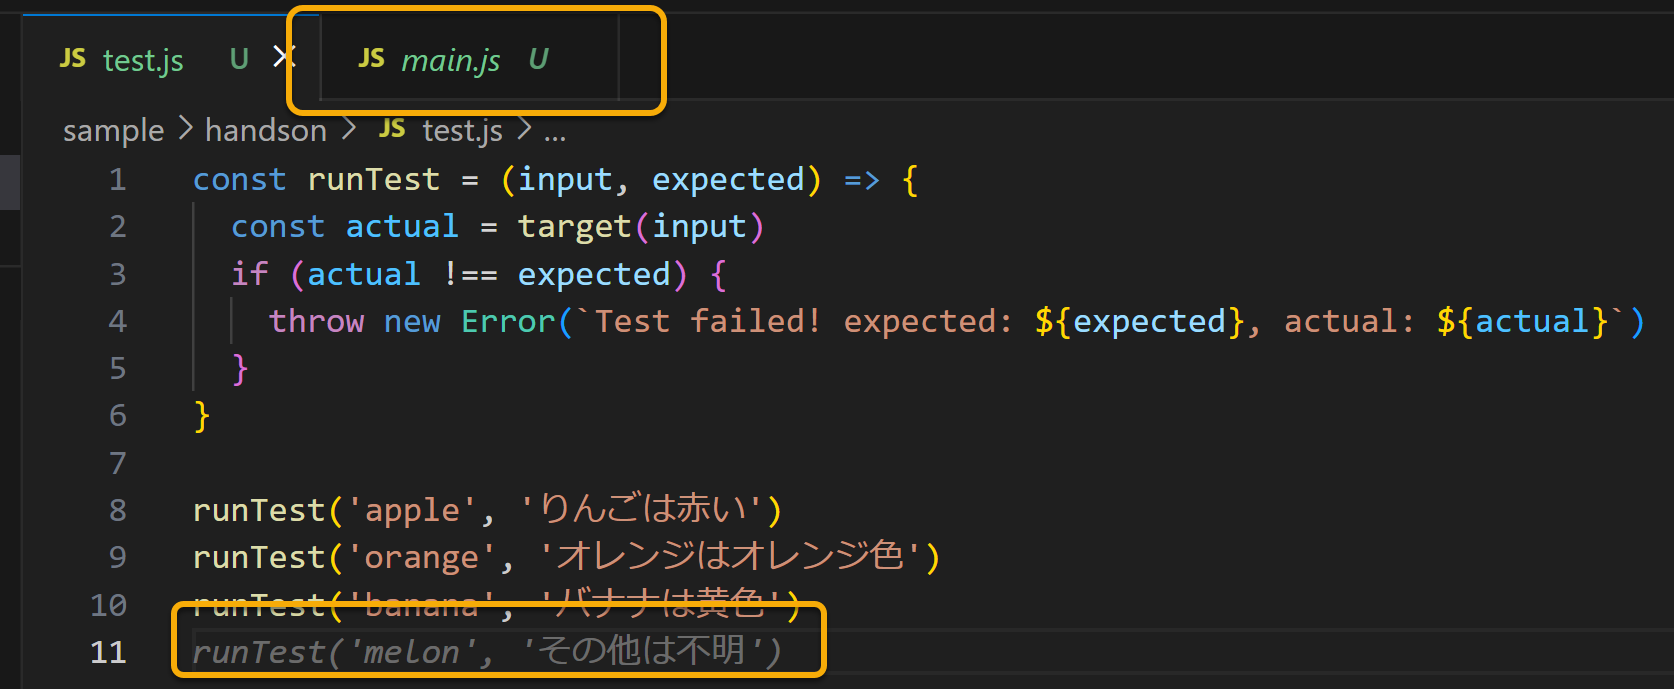 JS test.js U × JS main.js U
sample > handson > JS test.js > ...
1 const runTest = (input, expected) => {
2   const actual = target(input)
3   if (actual !== expected) {
4     throw new Error(`Test failed! expected: ${expected}, actual: ${actual}`)
5   }
6 }
7
8 runTest('apple', 'りんごは赤い')
9 runTest('orange', 'オレンジはオレンジ色')
10 runTest('banana', 'バナナは黄色')
11 runTest('melon', 'その他は不明')